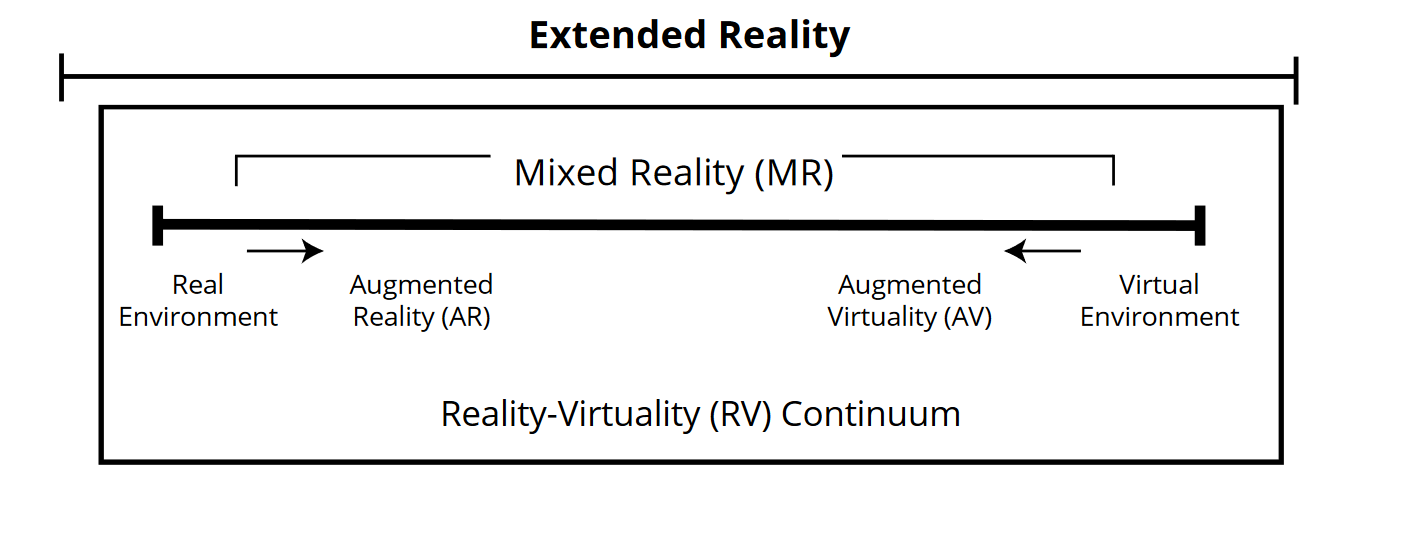 Extended Reality
Mixed Reality (MR)
Real
Environment
Augmented
Reality (AR)
Augmented
Virtuality (AV)
Virtual
Environment
Reality-Virtuality (RV) Continuum